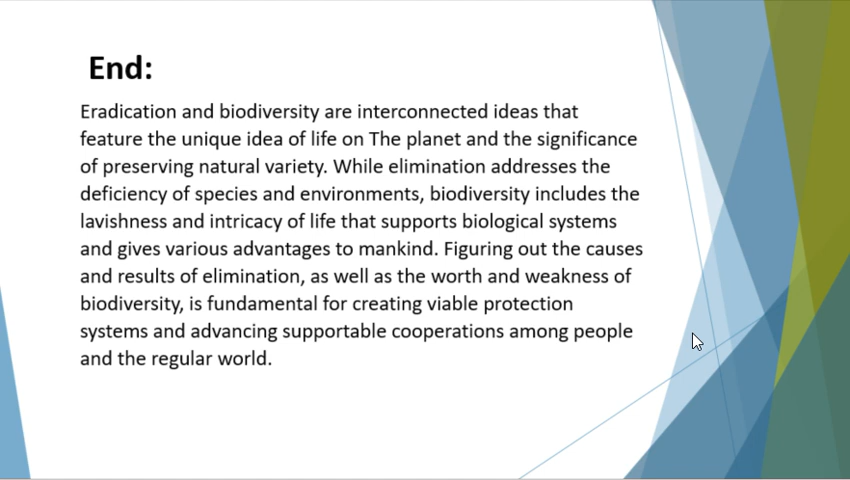 End:
Eradication and biodiversity are interconnected ideas that
feature the unique idea of life on The planet and the significance
of preserving natural variety. While elimination addresses the
deficiency of species and environments, biodiversity includes the
lavishness and intricacy of life that supports biological systems
and gives various advantages to mankind. Figuring out the causes
and results of elimination, as well as the worth and weakness of
biodiversity, is fundamental for creating viable protection
systems and advancing supportable cooperations among people
and the regular world.